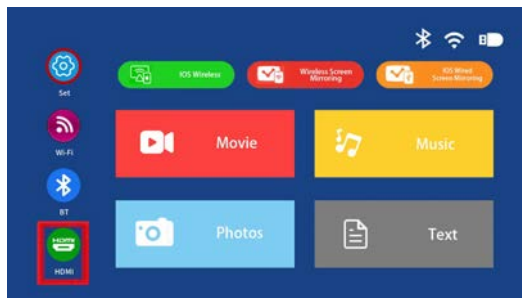 IOS Wireless
Wireless Screen
Mirroring
IOS Wired
Screen Mirroring
Set
Movie
Music
Wi-Fi
BT
Photos
Text
HDMI
HDMI